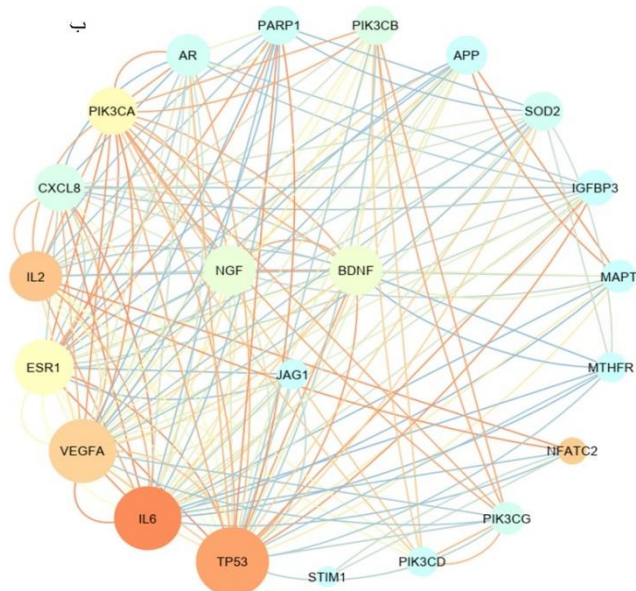 ب
PARP1
PIK3CB
AR
APP
PIK3CA
SOD2
CXCL8
IGFBP3
IL2
NGF
BDNF
MAPT
ESR1
JAG1
MTHFR
VEGFA
NFATC2
IL6
PIK3CG
TP53
PIK3CD
STIM1